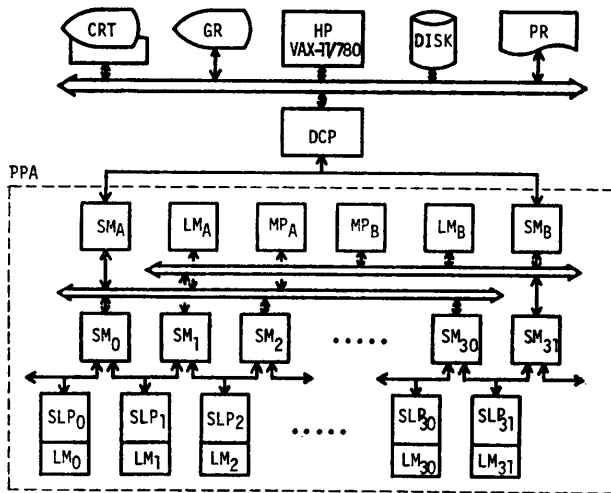 CRT
GR
HP
VAX-11/780
DISK
PR
DCP
PPA
SMA
LMA
MPA
MPB
LMB
SMB
SM0
SM1
SM2
.....
SM30
SM31
SLP0
SLP1
SLP2
.....
SLP30
SLP31
LM0
LM1
LM2
LM30
LM31